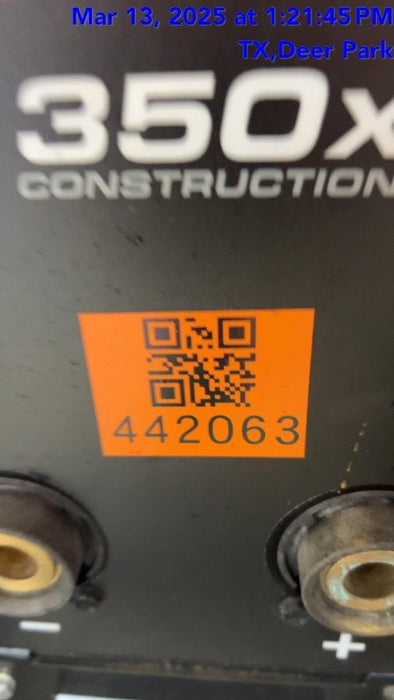 Mar 13, 2025 at 1:21:45 PM
TX,Deer Park
350x
CONSTRUCTION
442063
−
+